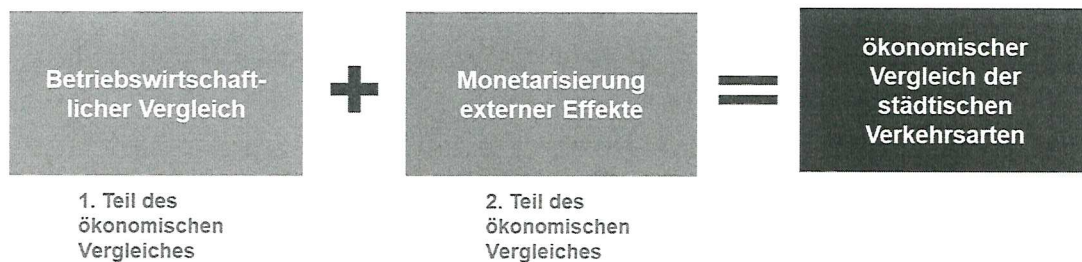 Betriebswirtschaft-
licher Vergleich
+
Monetarisierung
externer Effekte
=
ökonomischer
Vergleich der
städtischen
Verkehrsarten
1. Teil des
ökonomischen
Vergleiches
2. Teil des
ökonomischen
Vergleiches